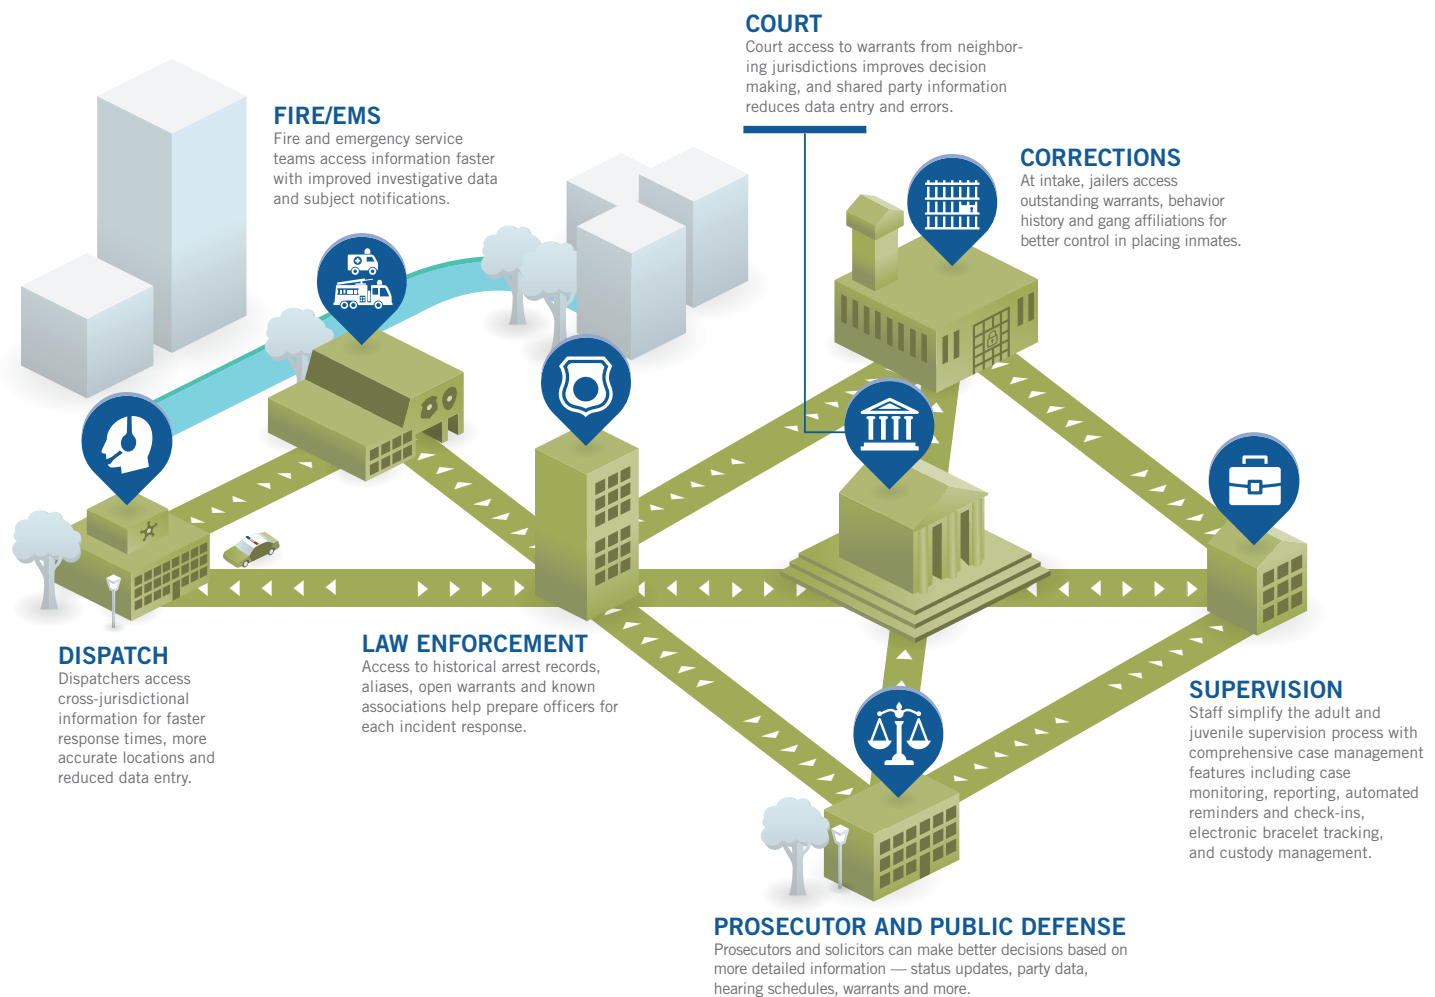 COURT
Court access to warrants from neighbor-
ing jurisdictions improves decision
making, and shared party information
reduces data entry and errors.
FIRE/EMS
Fire and emergency service
teams access information faster
with improved investigative data
and subject notifications.
CORRECTIONS
At intake, jailers access
outstanding warrants, behavior
history and gang affiliations for
better control in placing inmates.
LAW ENFORCEMENT
Access to historical arrest records,
aliases, open warrants and known
associations help prepare officers for
each incident response.
DISPATCH
Dispatchers access
cross-jurisdictional
information for faster
response times, more
accurate locations and
reduced data entry.
SUPERVISION
Staff simplify the adult and
juvenile supervision process with
comprehensive case management
features including case
monitoring, reporting, automated
reminders and check-ins,
electronic bracelet tracking,
and custody management.
PROSECUTOR AND PUBLIC DEFENSE
Prosecutors and solicitors can make better decisions based on
more detailed information — status updates, party data,
hearing schedules, warrants and more.